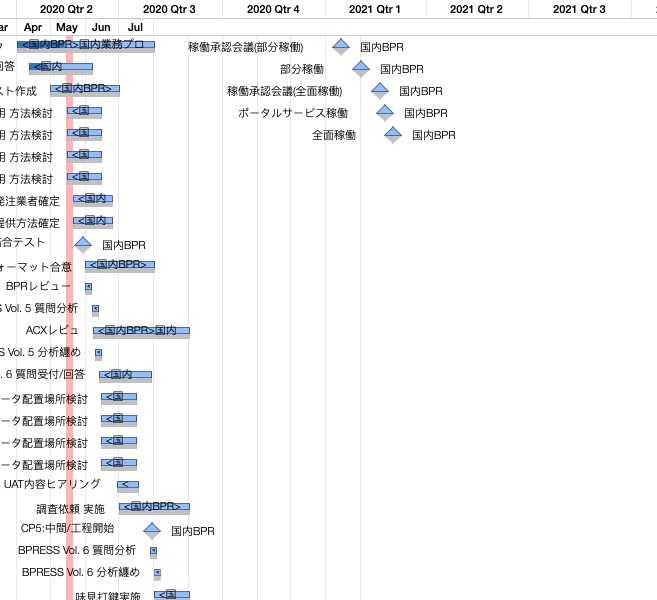 2020 Qtr 2 2020 Qtr 3 2020 Qtr 4 2021 Qtr 1 2021 Qtr 2 2021 Qtr 3
ar Apr May Jun Jul
<国内BPR>国内業務プロ 稼働承認会議(部分稼働) 国内BPR
回答 <国内 部分稼働 国内BPR
スト作成 <国内BPR> 稼働承認会議(全面稼働) 国内BPR
用 方法検討 <国 ポータルサービス稼働 国内BPR
用 方法検討 <国 全面稼働 国内BPR
用 方法検討 <国
用 方法検討 <国
発注業者確定 <国内
提供方法確定 <国内
結合テスト 国内BPR
ォーマット合意 <国内BPR>
BPRレビュー
S Vol. 5 質問分析
ACXレビュ <国内BPR>国内
S Vol. 5 分析纏め
. 6 質問受付/回答 <国内
ータ配置場所検討 <国
ータ配置場所検討 <国
ータ配置場所検討 <国
ータ配置場所検討 <国
UAT内容ヒアリング <
調査依頼 実施 <国内BPR>
CP5:中間/工程開始 国内BPR
BPRESS Vol. 6 質問分析
BPRESS Vol. 6 分析纏め
味見打鍵実施 <国